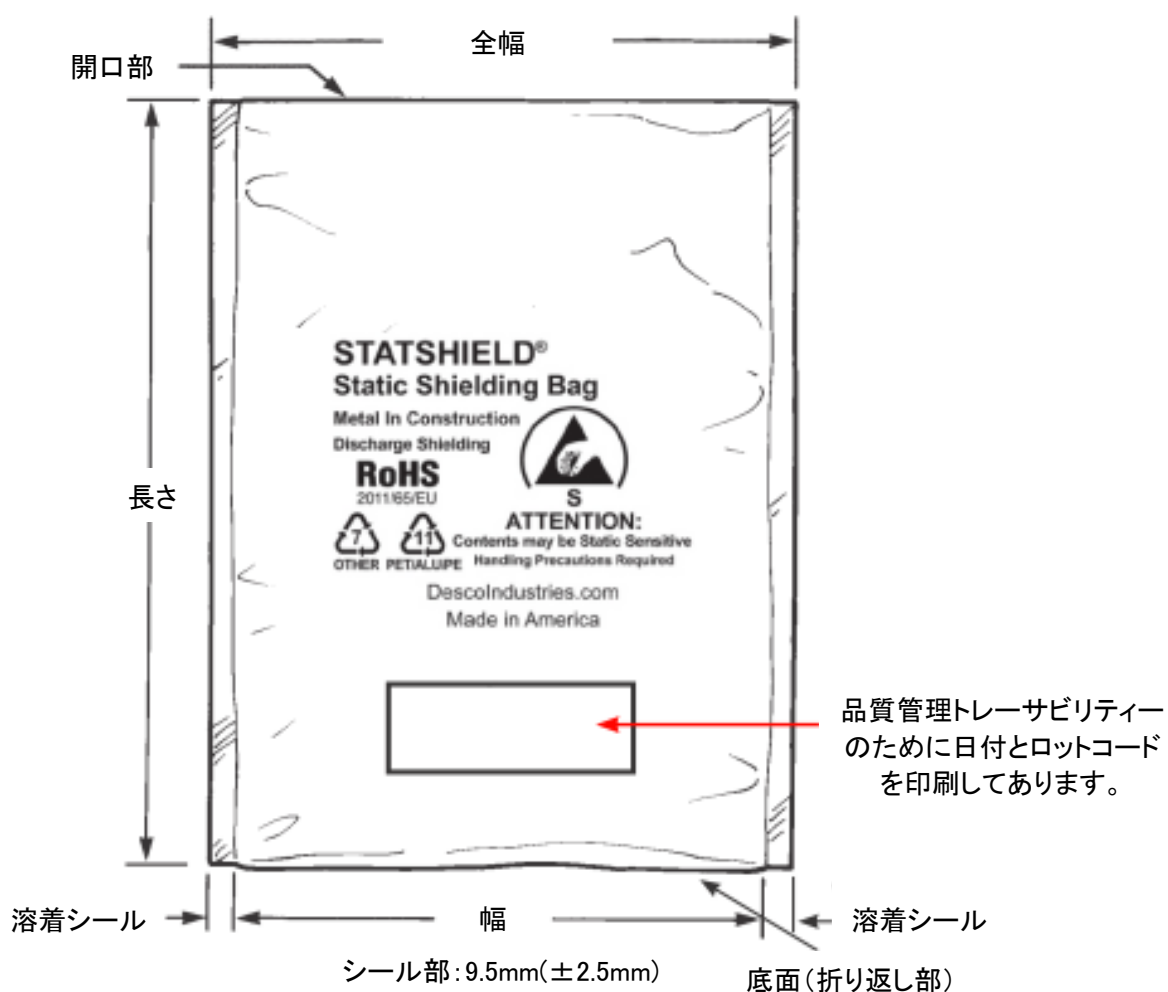 全幅
開口部
STATSHIELD®
Static Shielding Bag
Metal In Construction
Discharge Shielding
RoHS
2011/65/EU
S
ATTENTION:
Contents may be Static Sensitive
Handling Precautions Required
7
OTHER
11
PETALUPE
DescoIndustries.com
Made in America
長さ
品質管理トレーサビリティー
のために日付とロットコード
を印刷してあります。
溶着シール
幅
溶着シール
シール部：9.5mm(±2.5mm)
底面（折り返し部）